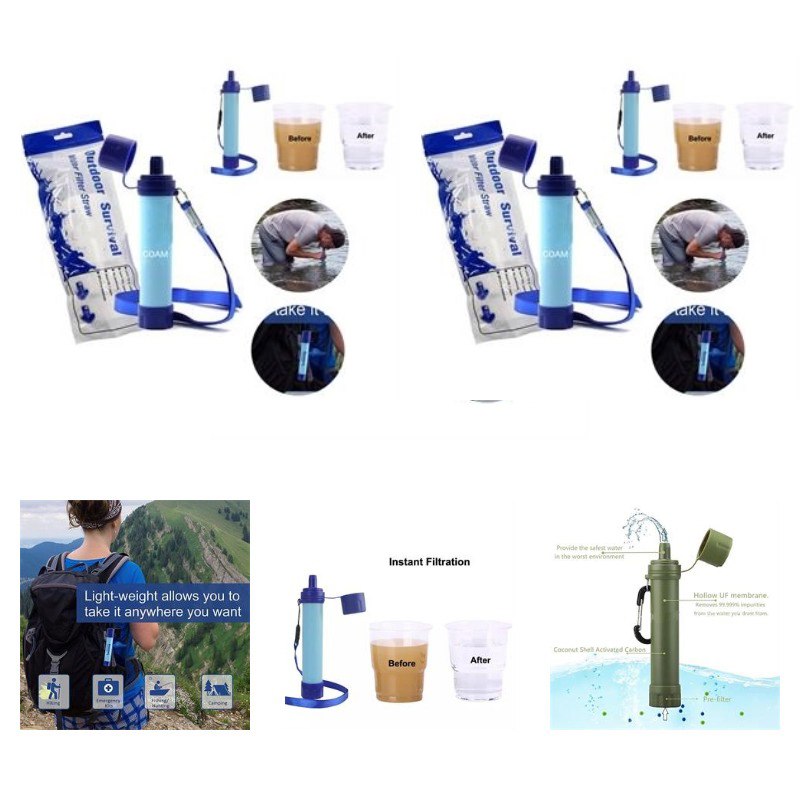 Before
After
Before
After
Outdoor Survival
Water Filter Straw
Outdoor Survival
Water Filter Straw
COAM
COAM
take it
take it
Instant Filtration
Provide the safest water
in the worst environment
Light-weight allows you to
take it anywhere you want
Hollow UF membrane.
Removes 99.999% impurities
from the water you drink from.
Before
After
Coconut Shell Activated Carbon
Hiking
Emergency
Kits
Fishing/
Hunting
Camping
Pre-filter